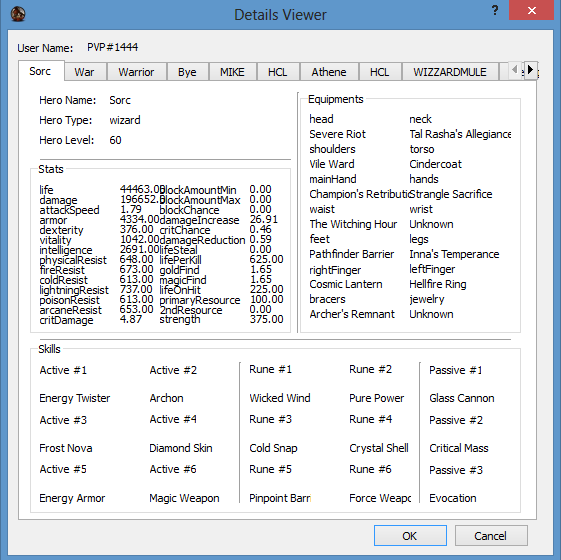 Details Viewer
?
User Name: PVP#1444
Sorc War Warrior Bye MIKE HCL Athene HCL WIZZARDMULE
Hero Name: Sorc
Hero Type: wizard
Hero Level: 60
Stats
life 44463.00 blockAmountMin 0.00
damage 196652.5 blockAmountMax 0.00
attackSpeed 1.79 blockChance 0.00
armor 4334.00 damageIncrease 26.91
dexterity 376.00 critChance 0.46
vitality 1042.00 damageReduction 0.59
intelligence 2691.00 lifeSteal 0.00
physicalResist 648.00 lifePerKill 625.00
fireResist 673.00 goldFind 1.65
coldResist 613.00 magicFind 1.65
lightningResist 737.00 lifeOnHit 225.00
poisonResist 613.00 primaryResource 100.00
arcaneResist 653.00 2ndResource 0.00
critDamage 4.87 strength 375.00
Equipments
head neck
Severe Riot Tal Rasha's Allegiance
shoulders torso
Vile Ward Cindercoat
mainHand hands
Champion's Retributi Strangle Sacrifice
waist wrist
The Witching Hour Unknown
feet legs
Pathfinder Barrier Inna's Temperance
rightFinger leftFinger
Cosmic Lantern Hellfire Ring
bracers jewelry
Archer's Remnant Unknown
Skills
Active #1 Active #2 Rune #1 Rune #2 Passive #1
Energy Twister Archon Wicked Wind Pure Power Glass Cannon
Active #3 Active #4 Rune #3 Rune #4 Passive #2
Frost Nova Diamond Skin Cold Snap Crystal Shell Critical Mass
Active #5 Active #6 Rune #5 Rune #6 Passive #3
Energy Armor Magic Weapon Pinpoint Barri Force Weapo Evocation
OK Cancel